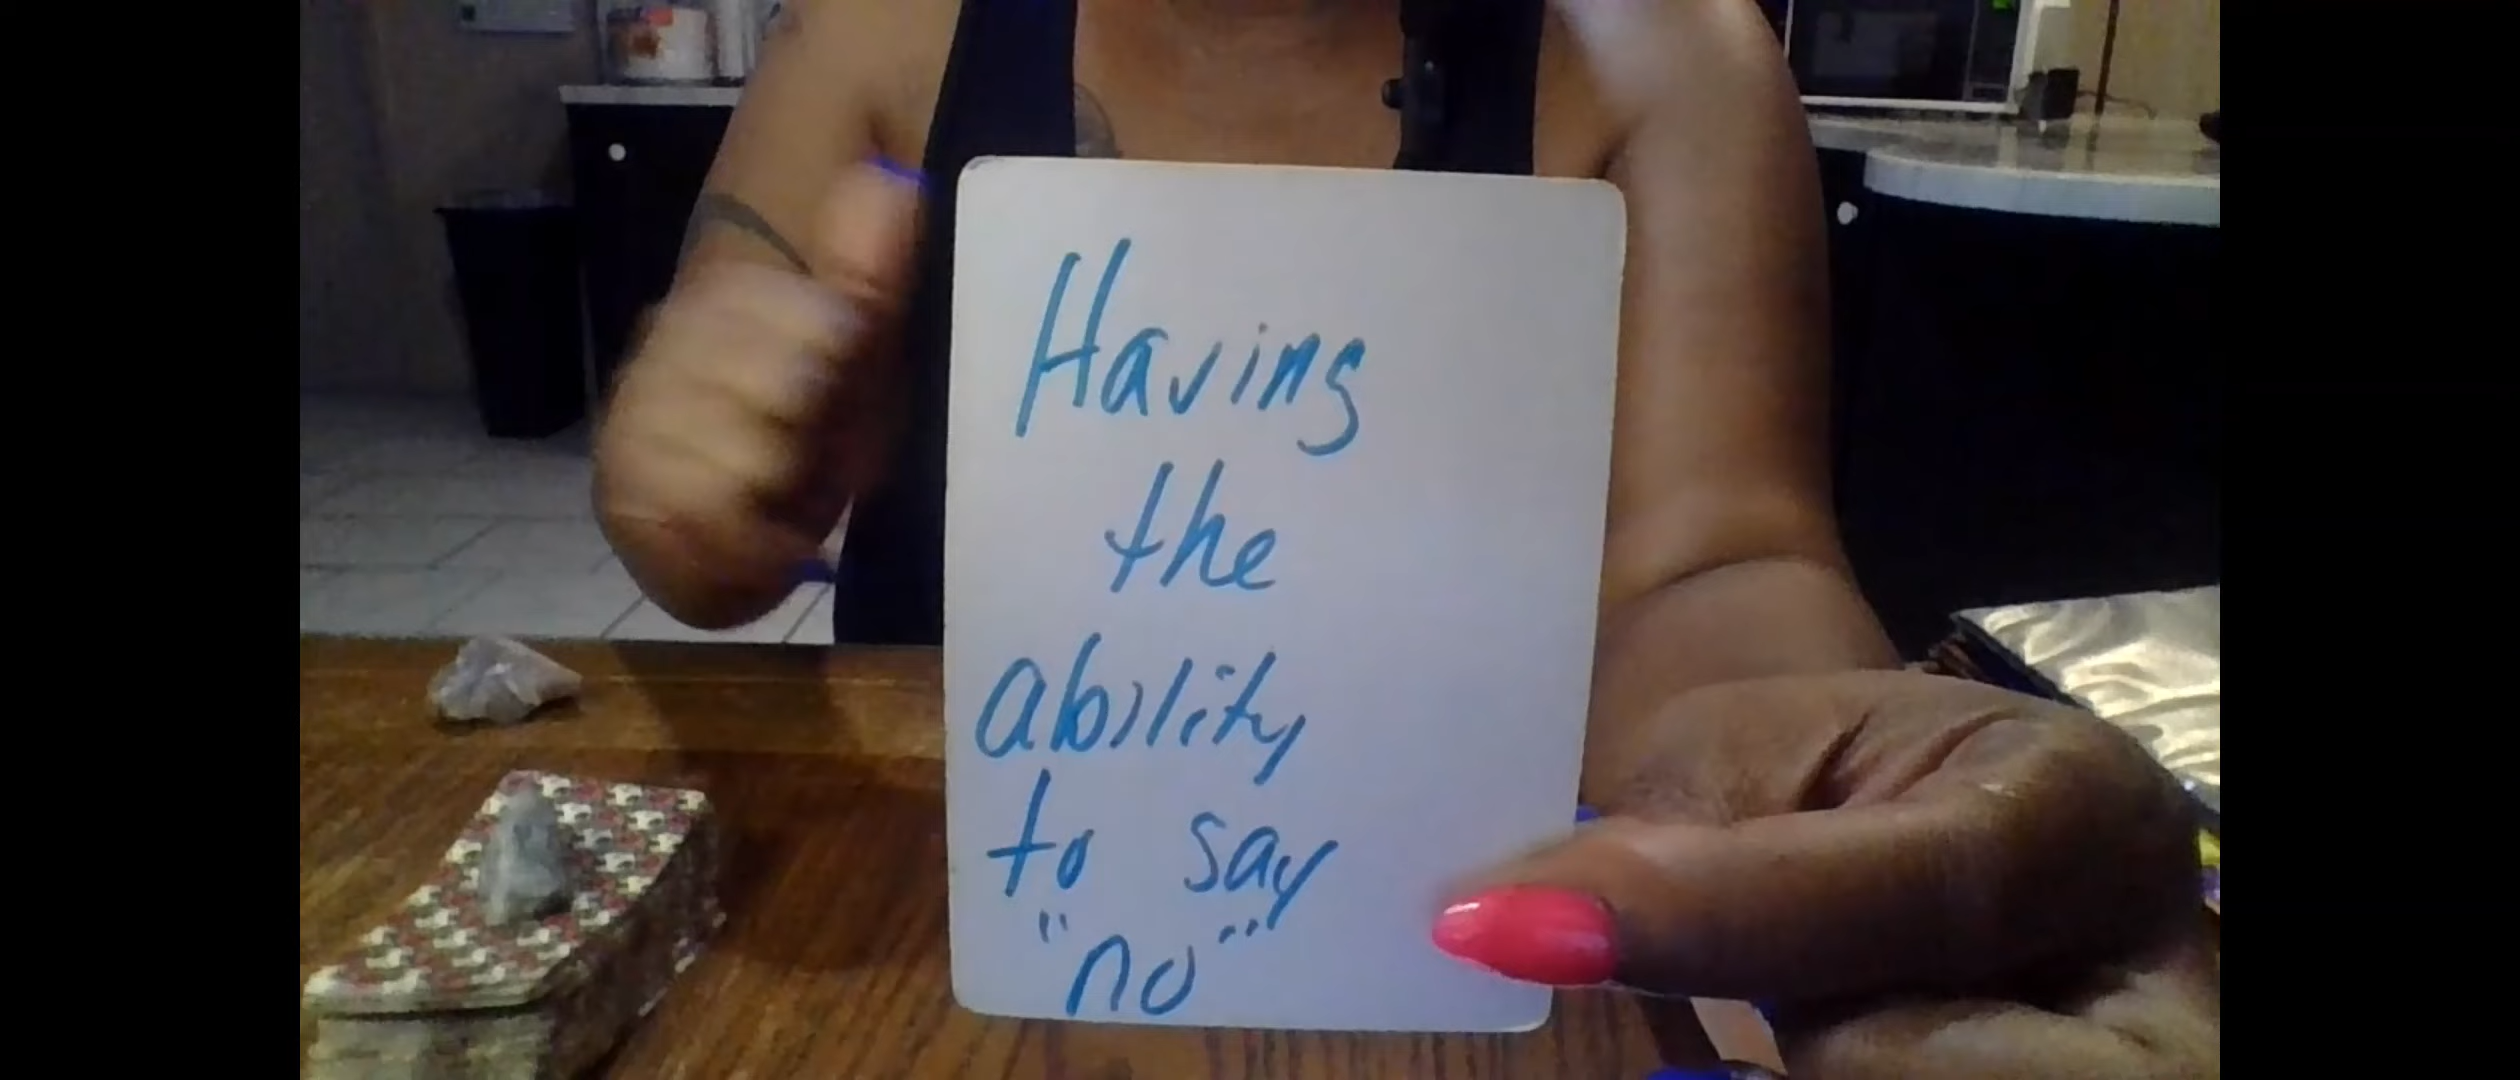 Having
the
ability
to say
"no"